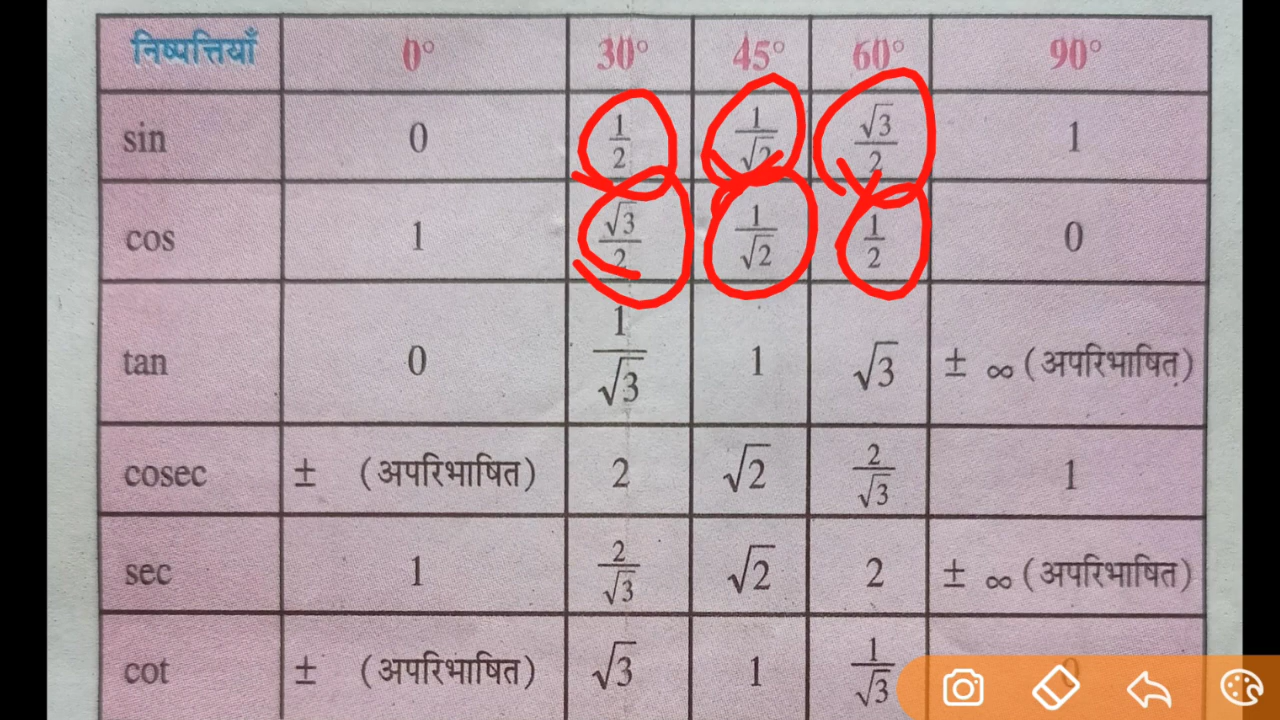 निष्पत्तियाँ 0° 30° 45° 60° 90°
sin 0 1/2 1/√2 √3/2 1
cos 1 √3/2 1/√2 1/2 0
tan 0 1/√3 1 √3 ± ∞ (अपरिभाषित)
cosec ± (अपरिभाषित) 2 √2 2/√3 1
sec 1 2/√3 √2 2 ± ∞ (अपरिभाषित)
cot ± (अपरिभाषित) √3 1 1/√3 0